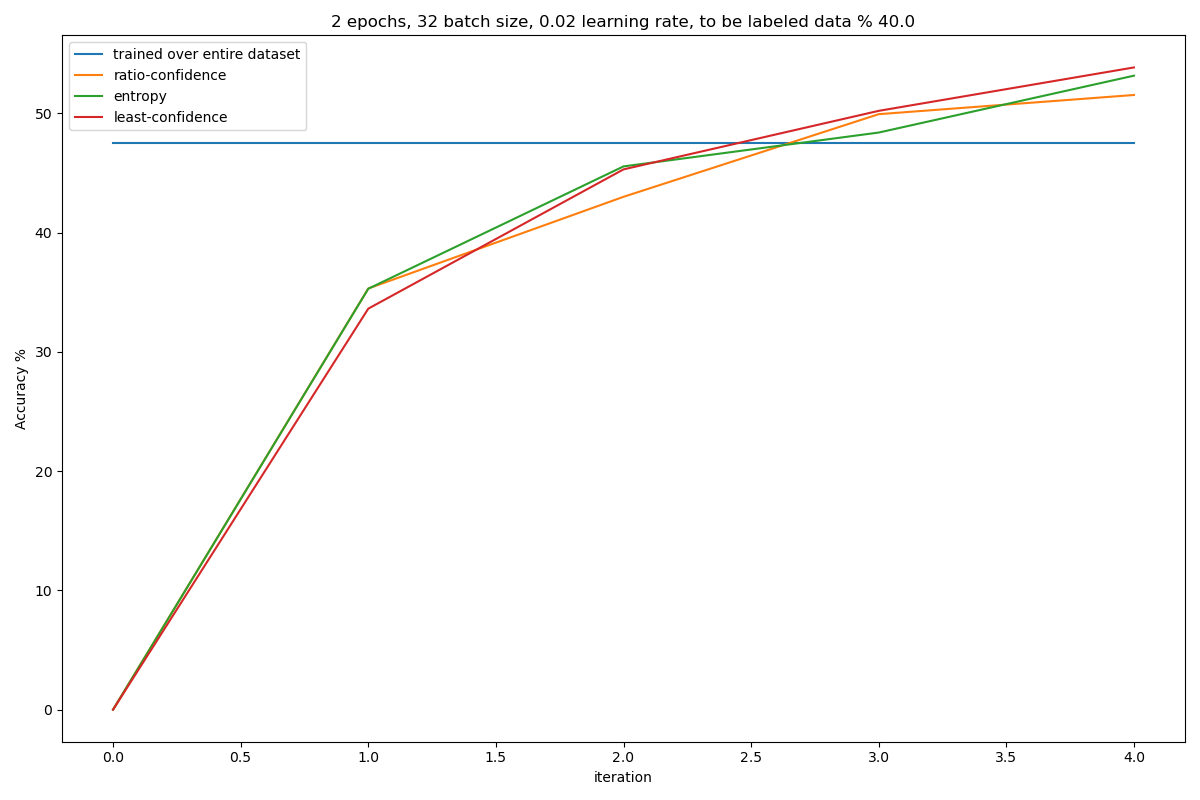 2 epochs, 32 batch size, 0.02 learning rate, to be labeled data % 40.0
trained over entire dataset
ratio-confidence
entropy
least-confidence
Accuracy %
50
40
30
20
10
0
0.0 0.5 1.0 1.5 2.0 2.5 3.0 3.5 4.0
iteration